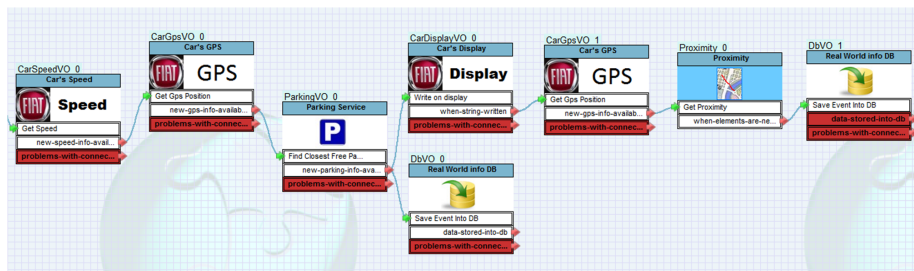 CarSpeedVO_0
Car's Speed
FIAT
Speed
Get Speed
new-speed-info-avail...
problems-with-connec...
CarGpsVO_0
Car's GPS
FIAT
GPS
Get Gps Position
new-gps-info-availab...
problems-with-connec...
ParkingVO_0
Parking Service
P
Find Closest Free Pa...
new-parking-info-ava...
problems-with-connec...
CarDisplayVO_0
Car's Display
FIAT
Display
Write on display
when-string-written
problems-with-connec...
DbVO_0
Real World info DB
Save Event Into DB
data-stored-into-db
problems-with-connec...
CarGpsVO_1
Car's GPS
FIAT
GPS
Get Gps Position
new-gps-info-availab...
problems-with-connec...
Proximity_0
Proximity
Get Proximity
when-elements-are-ne...
DbVO_1
Real World info DB
Save Event Into DB
data-stored-into-db
problems-with-connec...